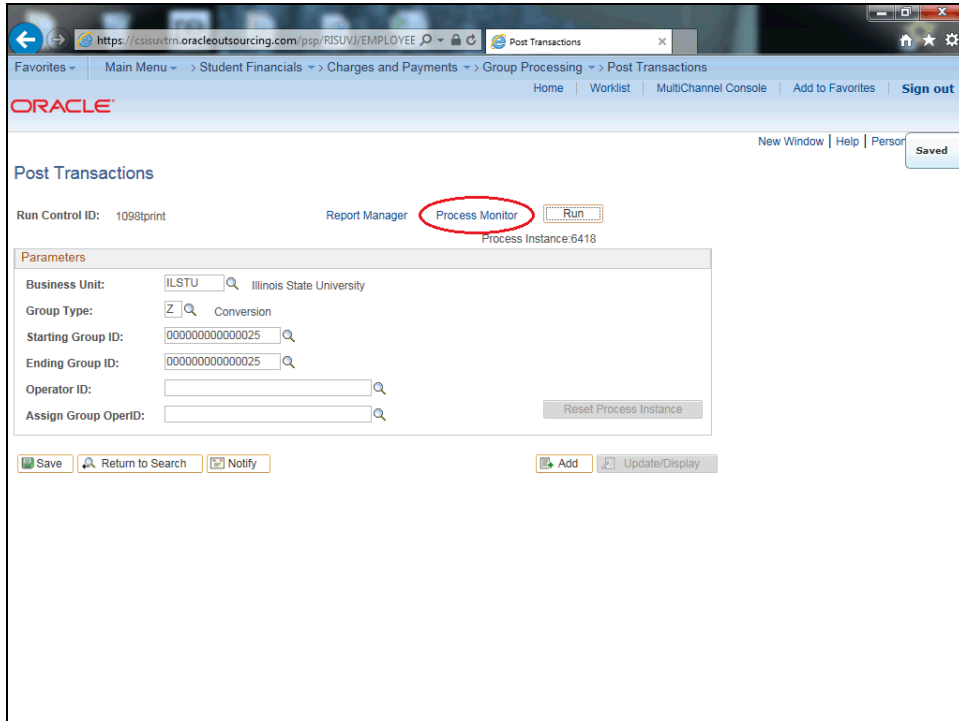 https://csisuvtrn.oracleoutsourcing.com/psp/RISUVJ/EMPLOYEE
Post Transactions
Favorites
Main Menu > Student Financials > Charges and Payments > Group Processing > Post Transactions
Home | Worklist | MultiChannel Console | Add to Favorites | Sign out
ORACLE
New Window | Help | Person
Saved
Post Transactions
Run Control ID: 1098tprint Report Manager Process Monitor Run
Process Instance:6418
Parameters
Business Unit: ILSTU Illinois State University
Group Type: Z Conversion
Starting Group ID: 000000000000025
Ending Group ID: 000000000000025
Operator ID:
Assign Group OperID:
Reset Process Instance
Save Return to Search Notify Add Update/Display